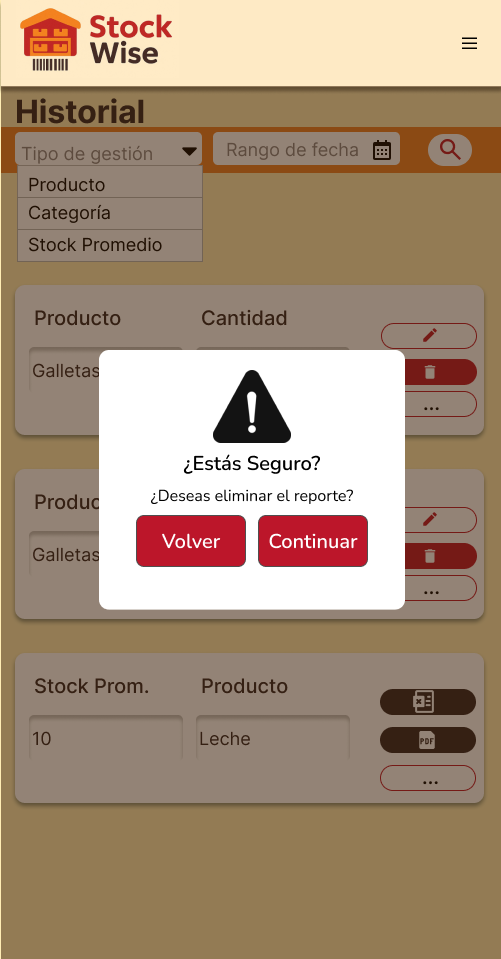 Stock
Wise
Historial
Tipo de gestión
Rango de fecha
Producto
Categoría
Stock Promedio
Producto
Cantidad
Galletas
...
¿Estás Seguro?
¿Deseas eliminar el reporte?
Volver
Continuar
Produc
Galletas
...
Stock Prom.
Producto
10
Leche
PDF
...